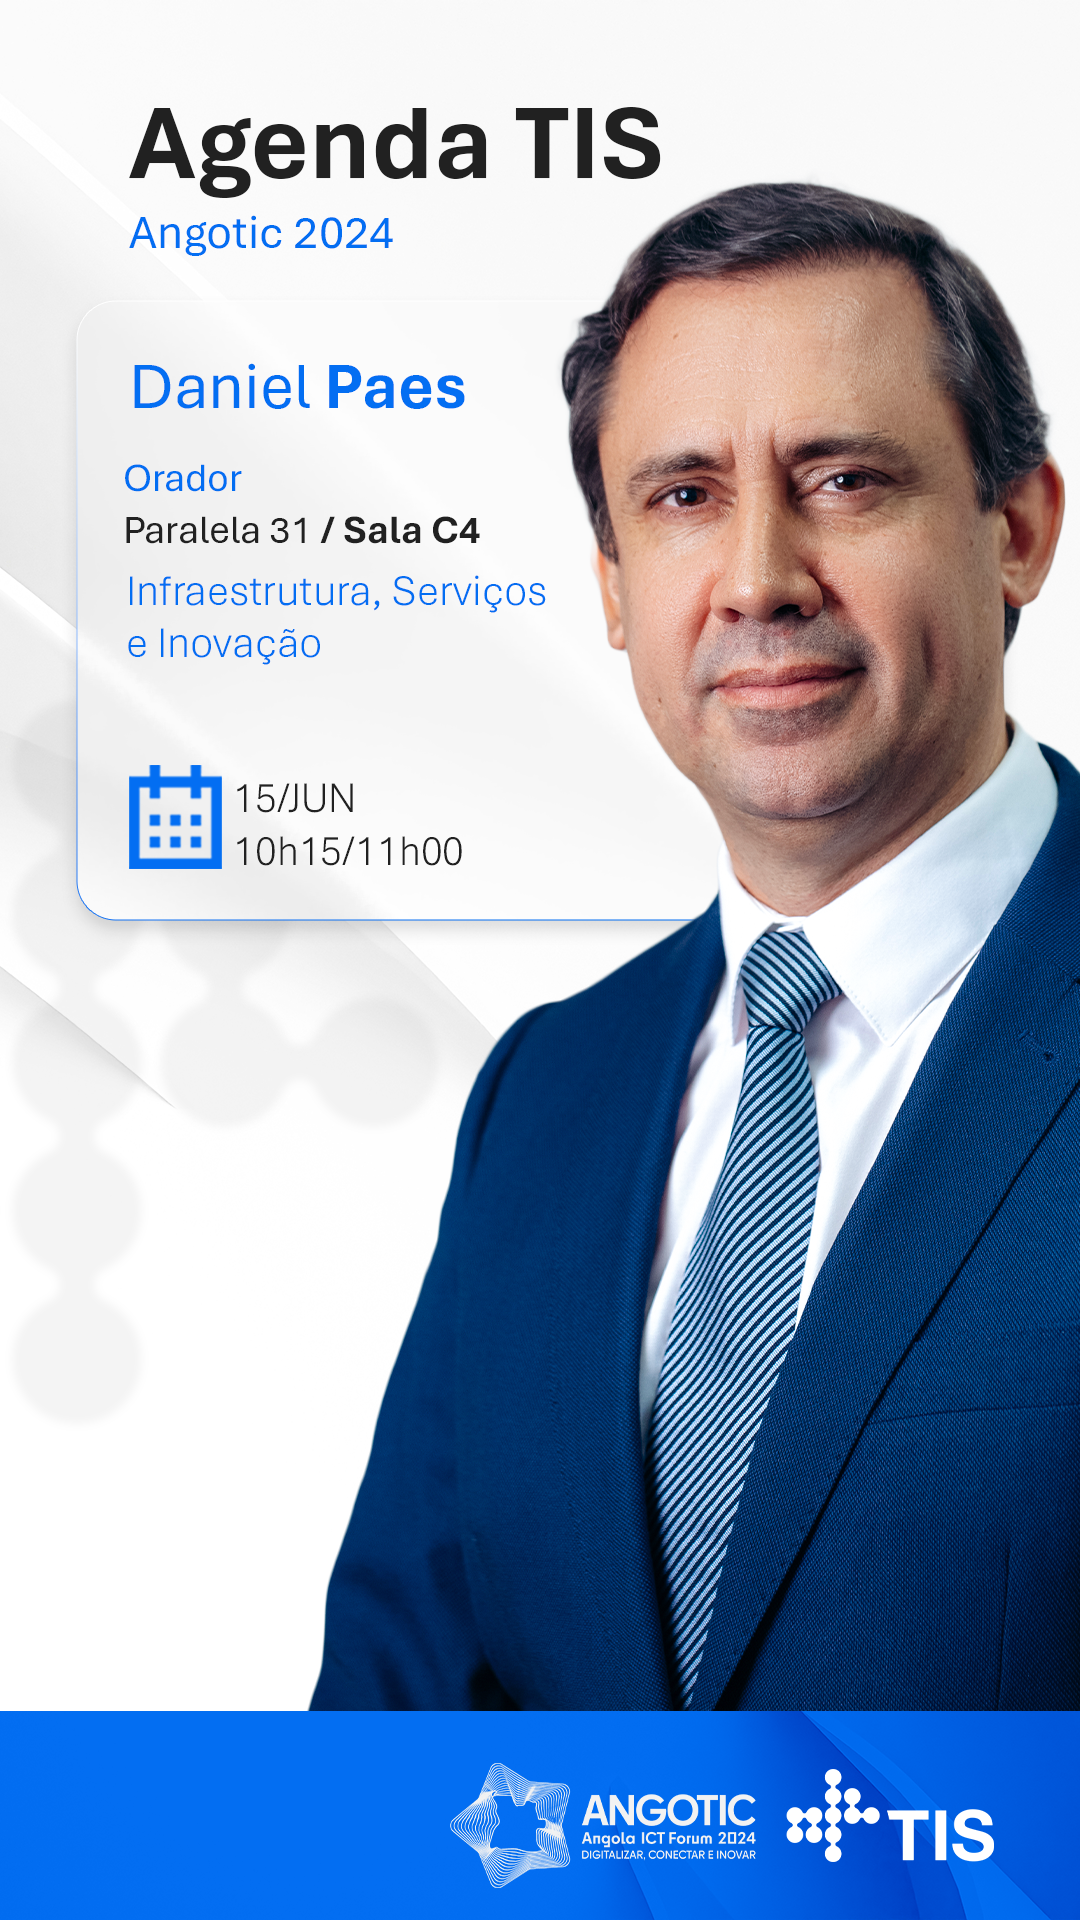 Agenda TIS
Angotic 2024
Daniel Paes
Orador
Paralela 31 / Sala C4
Infraestrutura, Serviços
e Inovação
15/JUN
10h15/11h00
ANGOTIC
Angola ICT Forum 2024
DIGITALIZAR, CONECTAR E INOVAR
TIS